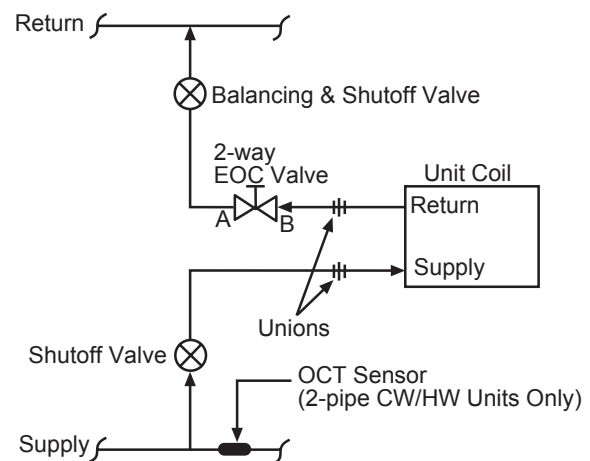 Return
Balancing & Shutoff Valve
2-way
EOC Valve
Unit Coil
A
B
Return
Supply
Unions
Shutoff Valve
OCT Sensor
(2-pipe CW/HW Units Only)
Supply